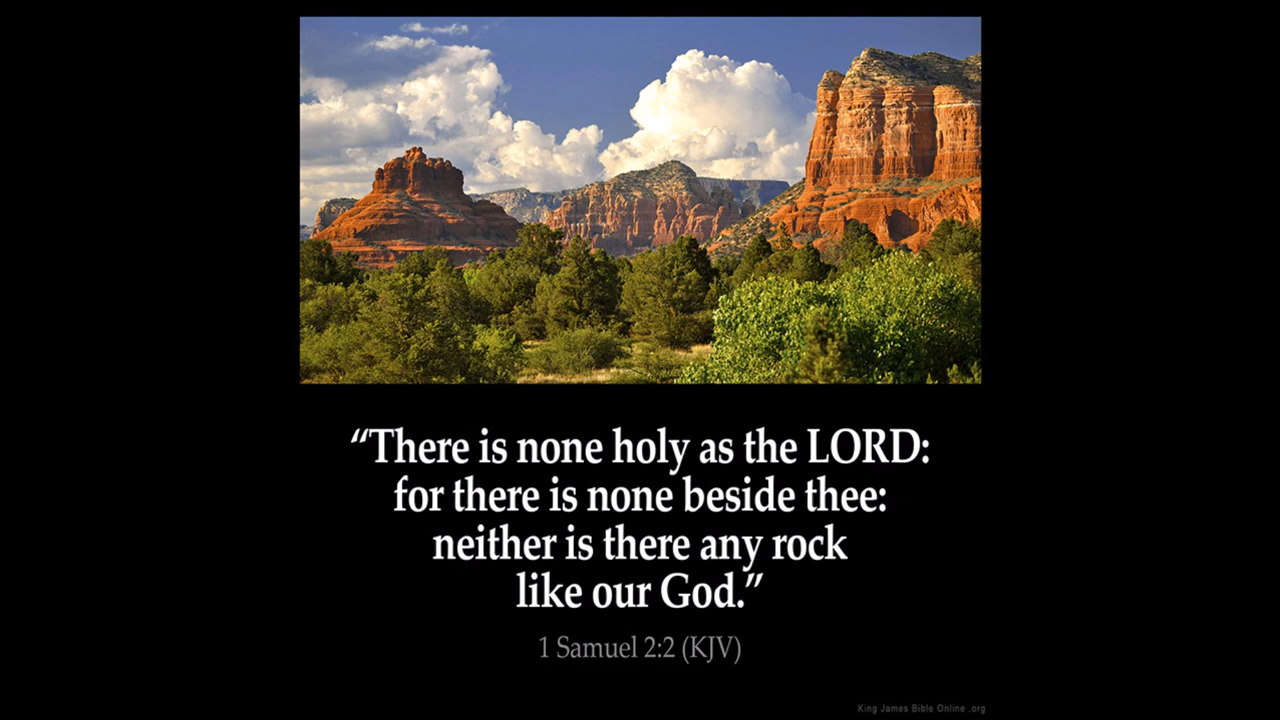 “There is none holy as the LORD:
for there is none beside thee:
neither is there any rock
like our God.”
1 Samuel 2:2 (KJV)
King James Bible Online .org